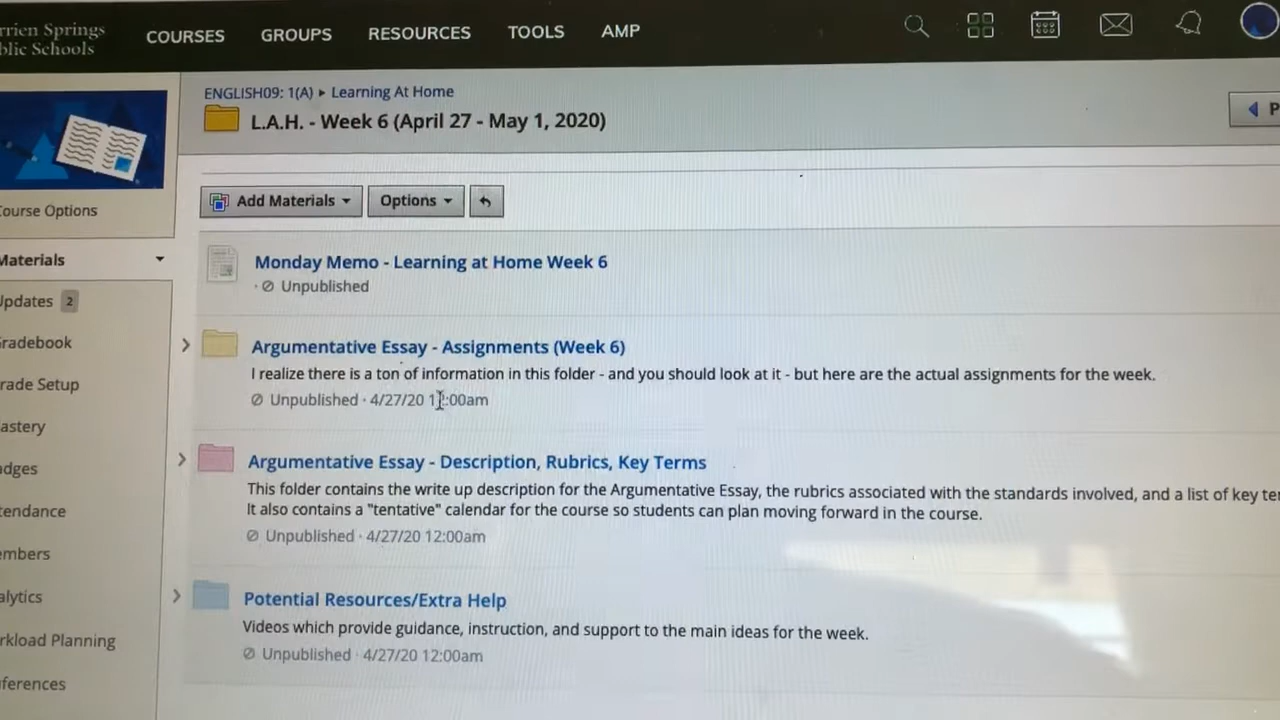 rrien Springs
blic Schools
COURSES GROUPS RESOURCES TOOLS AMP
ENGLISH09: 1(A) ▸ Learning At Home
L.A.H. - Week 6 (April 27 - May 1, 2020)
P
Add Materials Options
Course Options
Materials
Updates 2
Gradebook
rade Setup
astery
adges
tendance
embers
alytics
rkload Planning
ferences
Monday Memo - Learning at Home Week 6
· Unpublished
Argumentative Essay - Assignments (Week 6)
I realize there is a ton of information in this folder - and you should look at it - but here are the actual assignments for the week.
Unpublished · 4/27/20 12:00am
Argumentative Essay - Description, Rubrics, Key Terms
This folder contains the write up description for the Argumentative Essay, the rubrics associated with the standards involved, and a list of key te
It also contains a "tentative" calendar for the course so students can plan moving forward in the course.
Unpublished · 4/27/20 12:00am
Potential Resources/Extra Help
Videos which provide guidance, instruction, and support to the main ideas for the week.
Unpublished · 4/27/20 12:00am